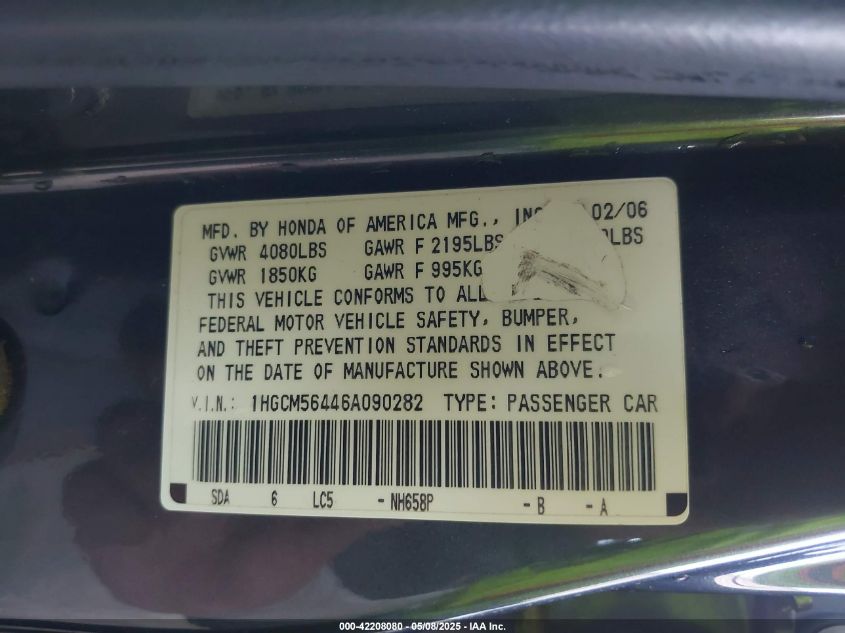 MFD. BY HONDA OF AMERICA MFG., INC 02/06
GVWR 4080LBS GAWR F 2195LBS LBS
GVWR 1850KG GAWR F 995KG
THIS VEHICLE CONFORMS TO ALL
FEDERAL MOTOR VEHICLE SAFETY, BUMPER,
AND THEFT PREVENTION STANDARDS IN EFFECT
ON THE DATE OF MANUFACTURE SHOWN ABOVE.
V.I.N.: 1HGCM56446A090282 TYPE: PASSENGER CAR
SDA 6 LC5 - NH658P - B - A
000-42208080 - 05/08/2025 - IAA Inc.